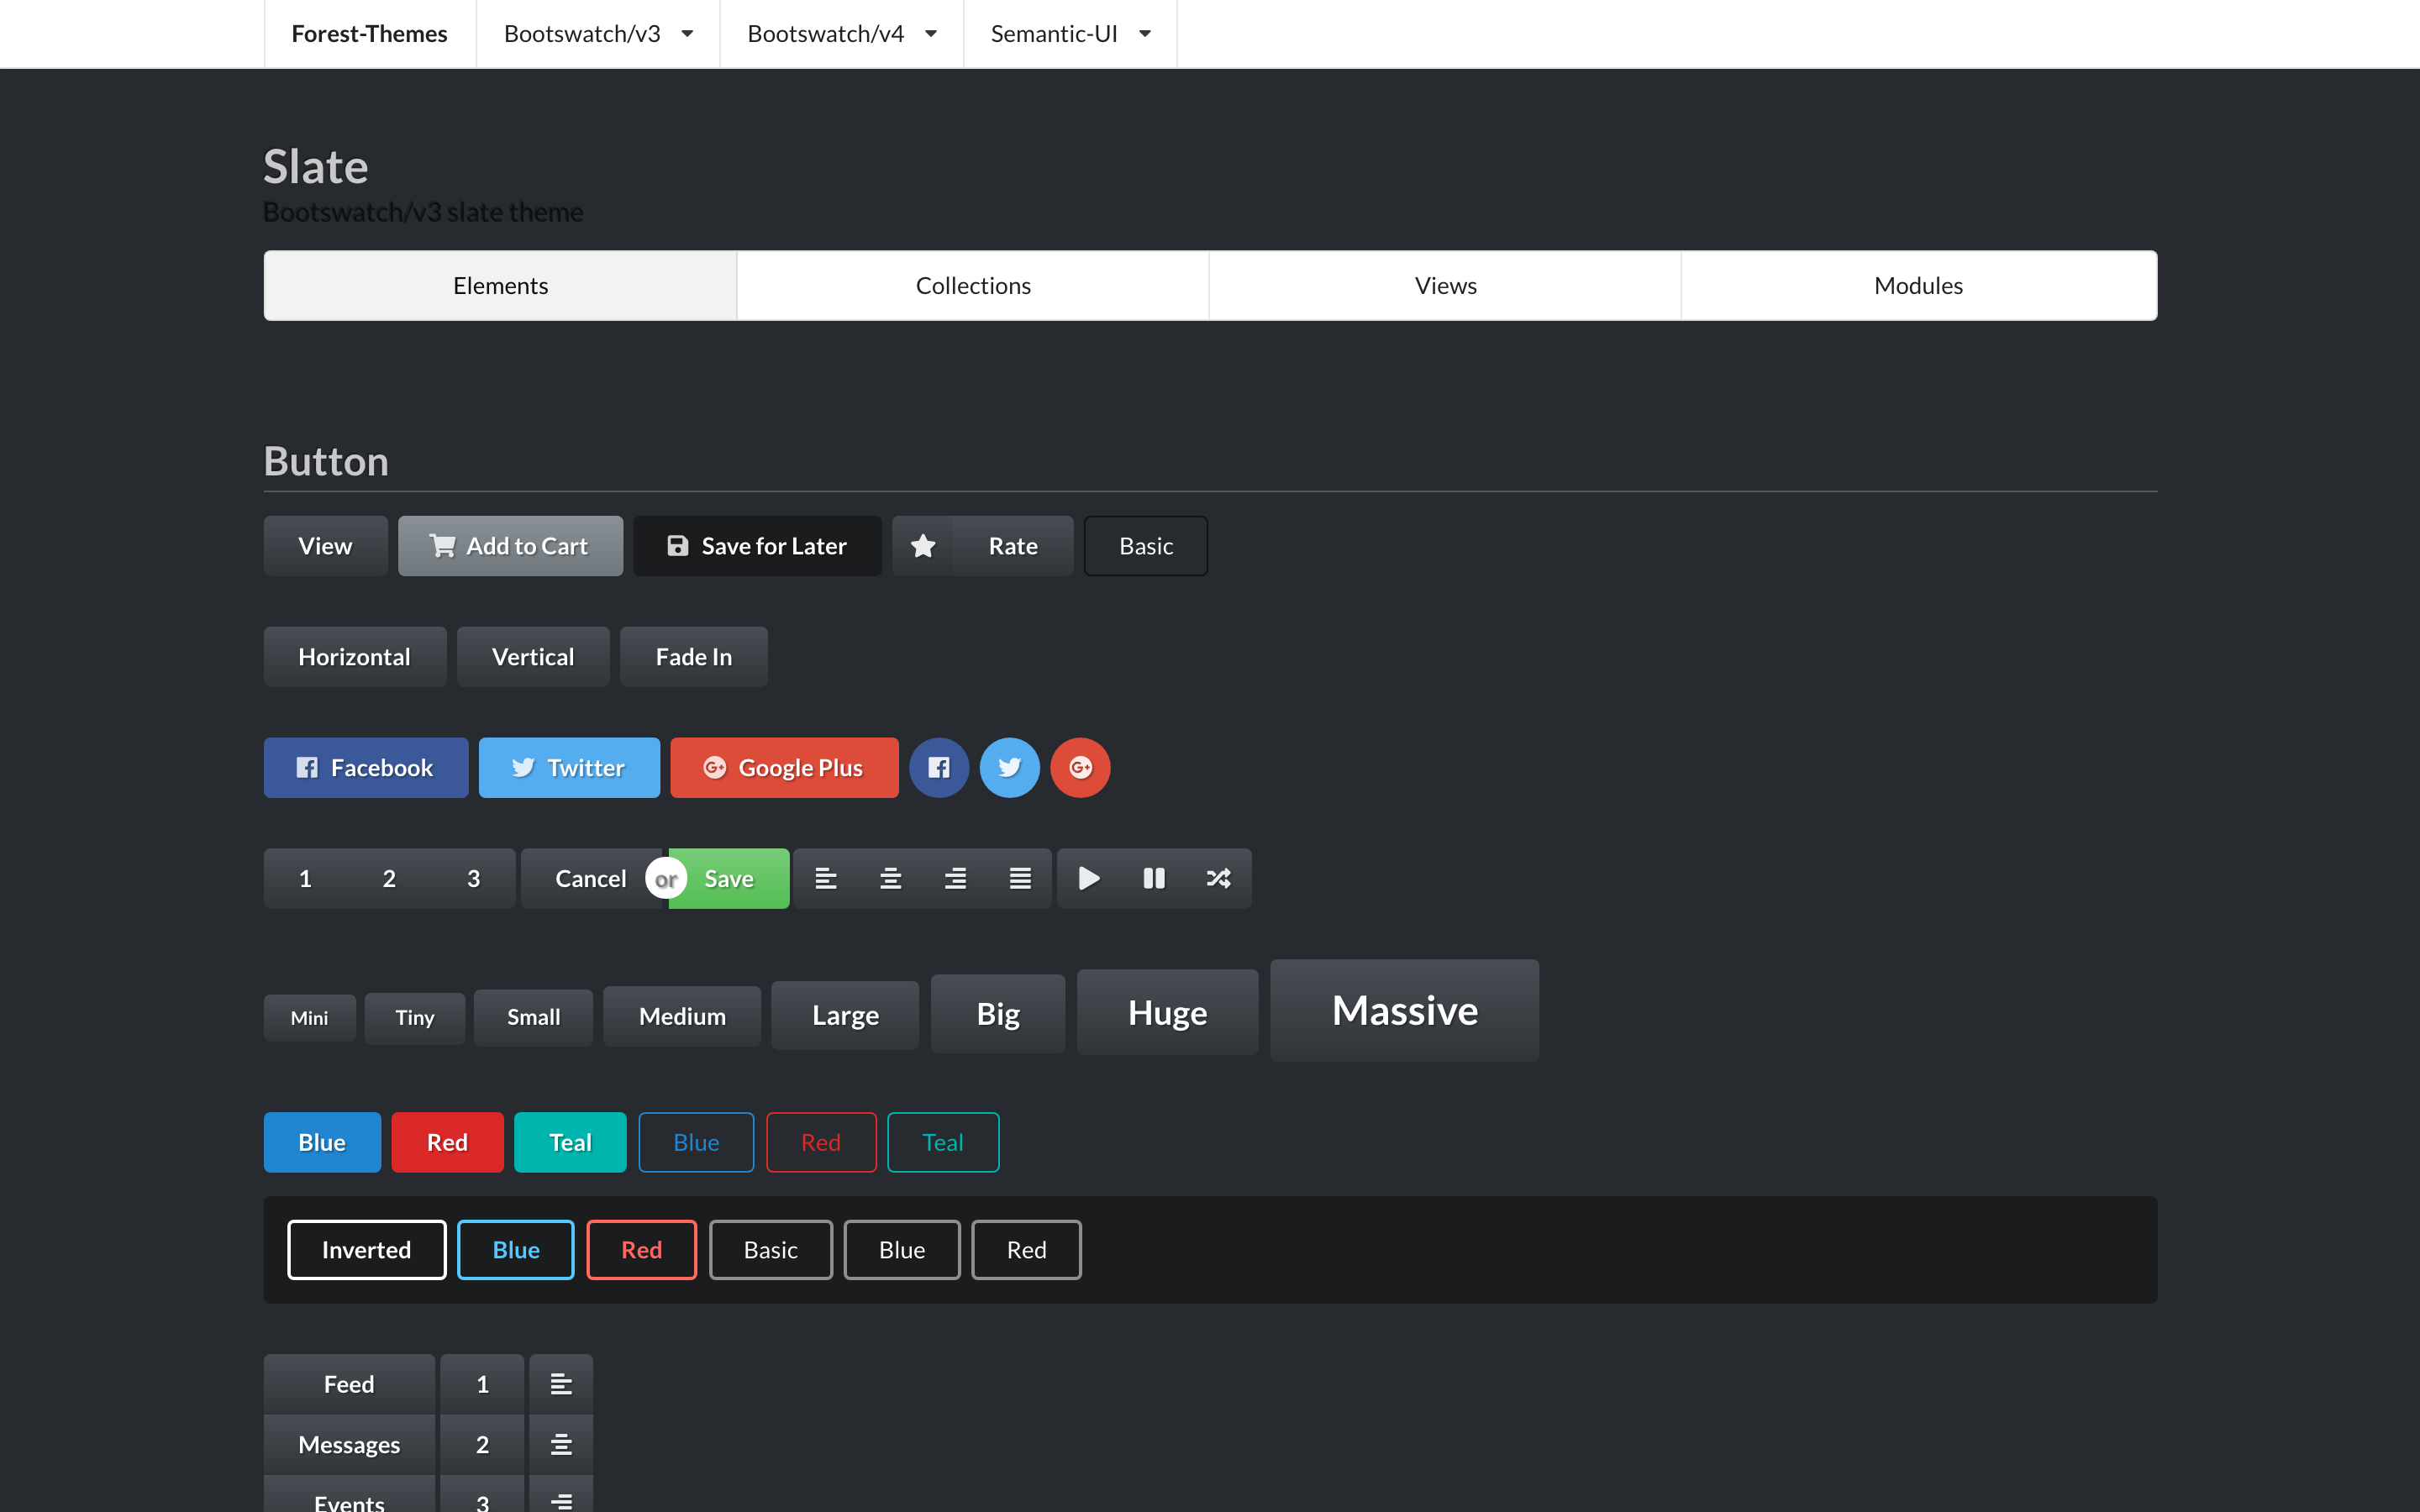 Forest-Themes Bootswatch/v3 Bootswatch/v4 Semantic-UI
Slate
Bootswatch/v3 slate theme
Elements Collections Views Modules
Button
View Add to Cart Save for Later Rate Basic
Horizontal Vertical Fade In
Facebook Twitter Google Plus
1 2 3 Cancel or Save
Mini Tiny Small Medium Large Big Huge Massive
Blue Red Teal Blue Red Teal
Inverted Blue Red Basic Blue Red
Feed 1
Messages 2
Events 3